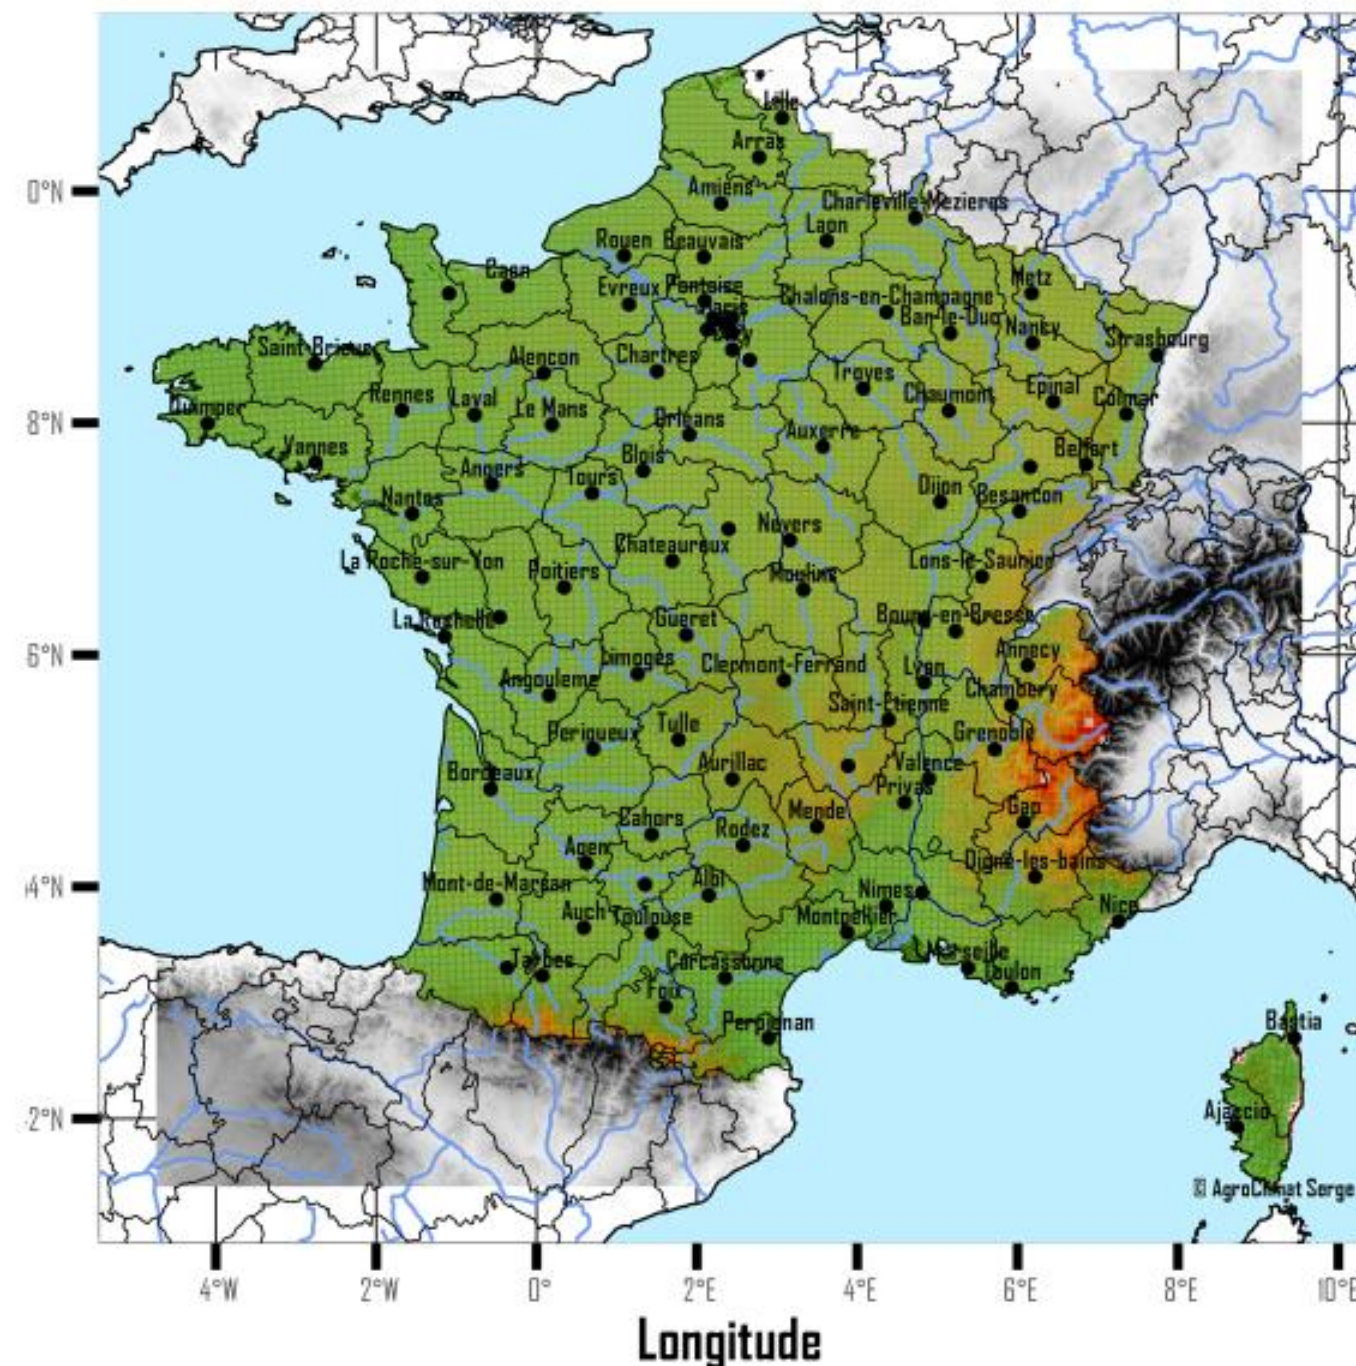 Lille
Arras
Amiens
Charleville-Mezieres
Laon
Rouen Beauvais
Caen
Metz
Evreux Pontoise
Chalons-en-Champagne
Paris
Bar-le-Duc
Nancy
Strasbourg
Saint-Brieuc
Alencon Chartres
Troyes
Rennes Laval Le Mans
Chaumont Epinal Colmar
Quimper
Orleans
Auxerre
Vannes
Blois
Belfort
Angers
Tours
Dijon Besancon
Nantes
Nevers
Chateauroux
La Roche-sur-Yon
Poitiers
Lons-le-Saunier
Moulins
La Rochelle
Gueret
Bourg-en-Bresse
Limoges Clermont-Ferrand Lyon
Annecy
Angouleme
Chambery
Saint-Etienne
Perigueux Tulle
Grenoble
Bordeaux
Aurillac
Valence
Privas
Cahors
Rodez Mende
Gap
Agen
Digne-les-bains
Mont-de-Marsan
Albi
Nimes
Auch Toulouse
Montpellier
Nice
Tarbes
Carcassonne
Marseille
Toulon
Foix
Perpignan
Bastia
Ajaccio
© AgroClimat Serge
0°N
8°N
6°N
4°N
2°N
4°W 2°W 0° 2°E 4°E 6°E 8°E 10°E
Longitude